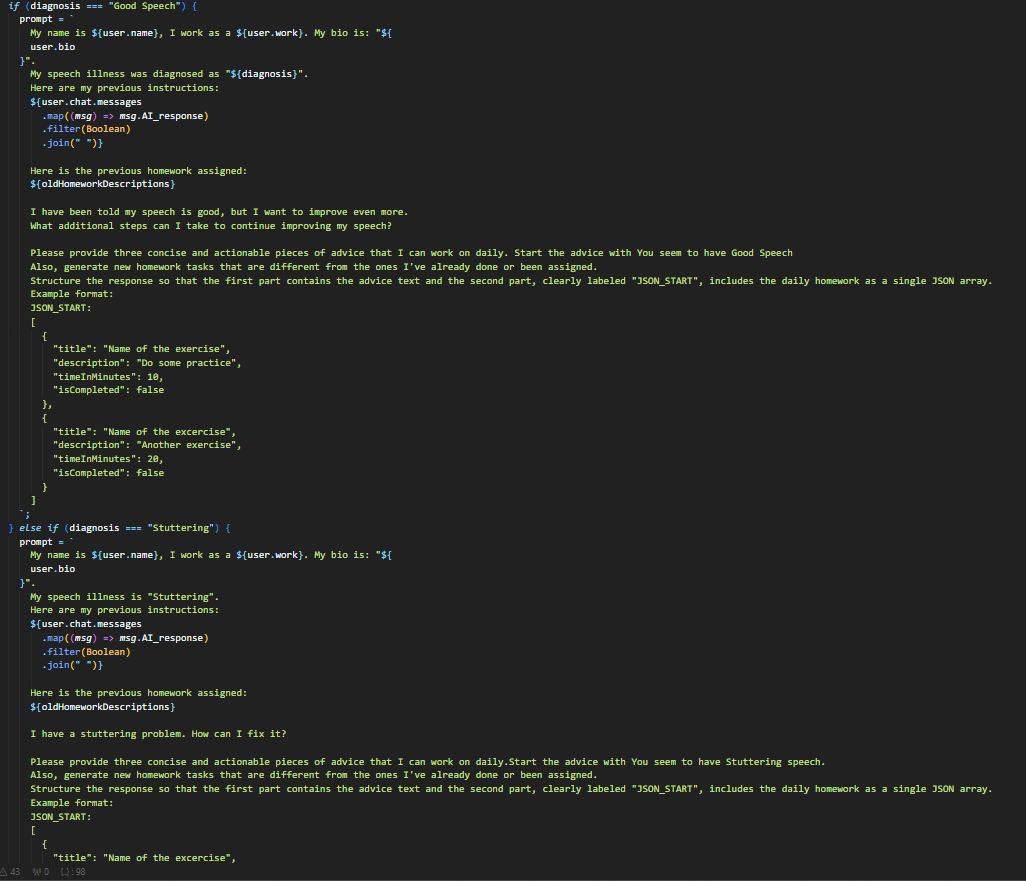 if (diagnosis === "Good Speech") {
prompt = `
My name is ${user.name}, I work as a ${user.work}. My bio is: "${
user.bio
}".
My speech illness was diagnosed as "${diagnosis}".
Here are my previous instructions:
${user.chat.messages
.map((msg) => msg.AI_response)
.filter(Boolean)
.join(" ")}
Here is the previous homework assigned:
${oldHomeworkDescriptions}
I have been told my speech is good, but I want to improve even more.
What additional steps can I take to continue improving my speech?
Please provide three concise and actionable pieces of advice that I can work on daily. Start the advice with You seem to have Good Speech
Also, generate new homework tasks that are different from the ones I've already done or been assigned.
Structure the response so that the first part contains the advice text and the second part, clearly labeled "JSON_START", includes the daily homework as a single JSON array.
Example format:
JSON_START:
[
{
"title": "Name of the exercise",
"description": "Do some practice",
"timeInMinutes": 10,
"isCompleted": false
},
{
"title": "Name of the excercise",
"description": "Another exercise",
"timeInMinutes": 20,
"isCompleted": false
}
]
`;
} else if (diagnosis === "Stuttering") {
prompt = `
My name is ${user.name}, I work as a ${user.work}. My bio is: "${
user.bio
}".
My speech illness is "Stuttering".
Here are my previous instructions:
${user.chat.messages
.map((msg) => msg.AI_response)
.filter(Boolean)
.join(" ")}
Here is the previous homework assigned:
${oldHomeworkDescriptions}
I have a stuttering problem. How can I fix it?
Please provide three concise and actionable pieces of advice that I can work on daily.Start the advice with You seem to have Stuttering speech.
Also, generate new homework tasks that are different from the ones I've already done or been assigned.
Structure the response so that the first part contains the advice text and the second part, clearly labeled "JSON_START", includes the daily homework as a single JSON array.
Example format:
JSON_START:
[
{
"title": "Name of the excercise",
43 0 : 98